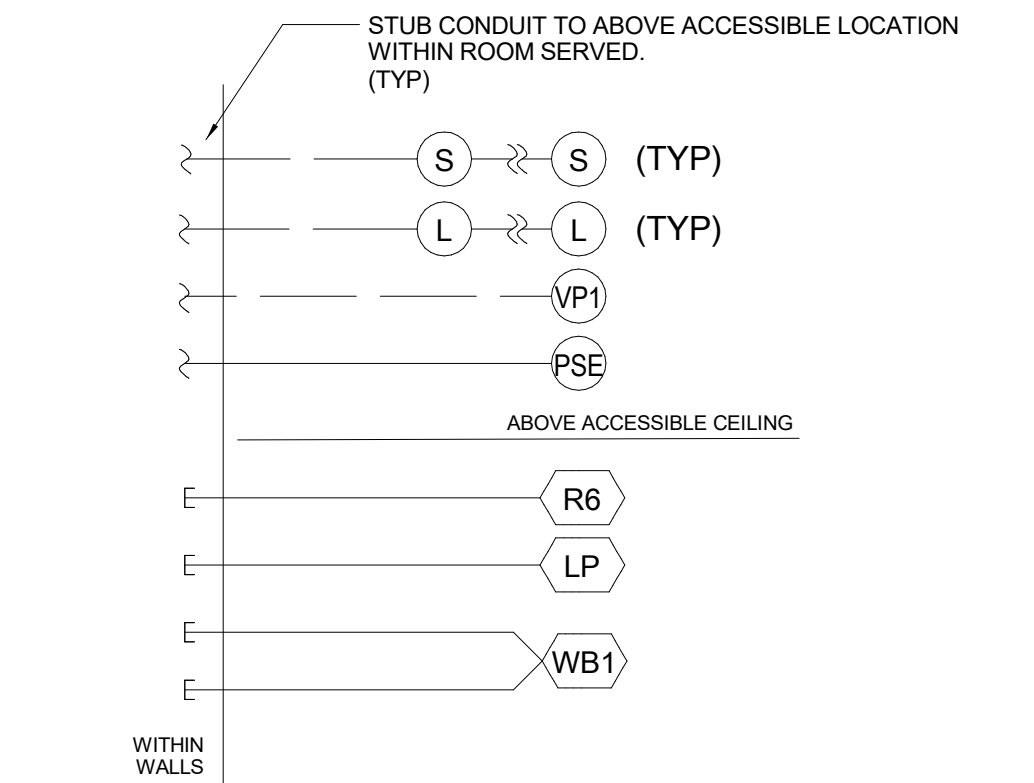 STUB CONDUIT TO ABOVE ACCESSIBLE LOCATION
WITHIN ROOM SERVED.
(TYP)
S S (TYP)
L L (TYP)
VP1
PSE
ABOVE ACCESSIBLE CEILING
R6
LP
WB1
WITHIN
WALLS